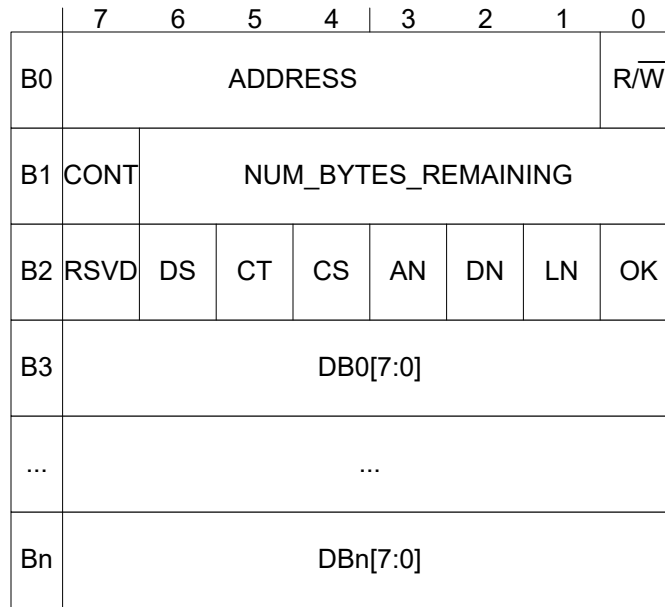 7 6 5 4 3 2 1 0
B0 ADDRESS R/W̅
B1 CONT NUM_BYTES_REMAINING
B2 RSVD DS CT CS AN DN LN OK
B3 DB0[7:0]
... ...
Bn DBn[7:0]